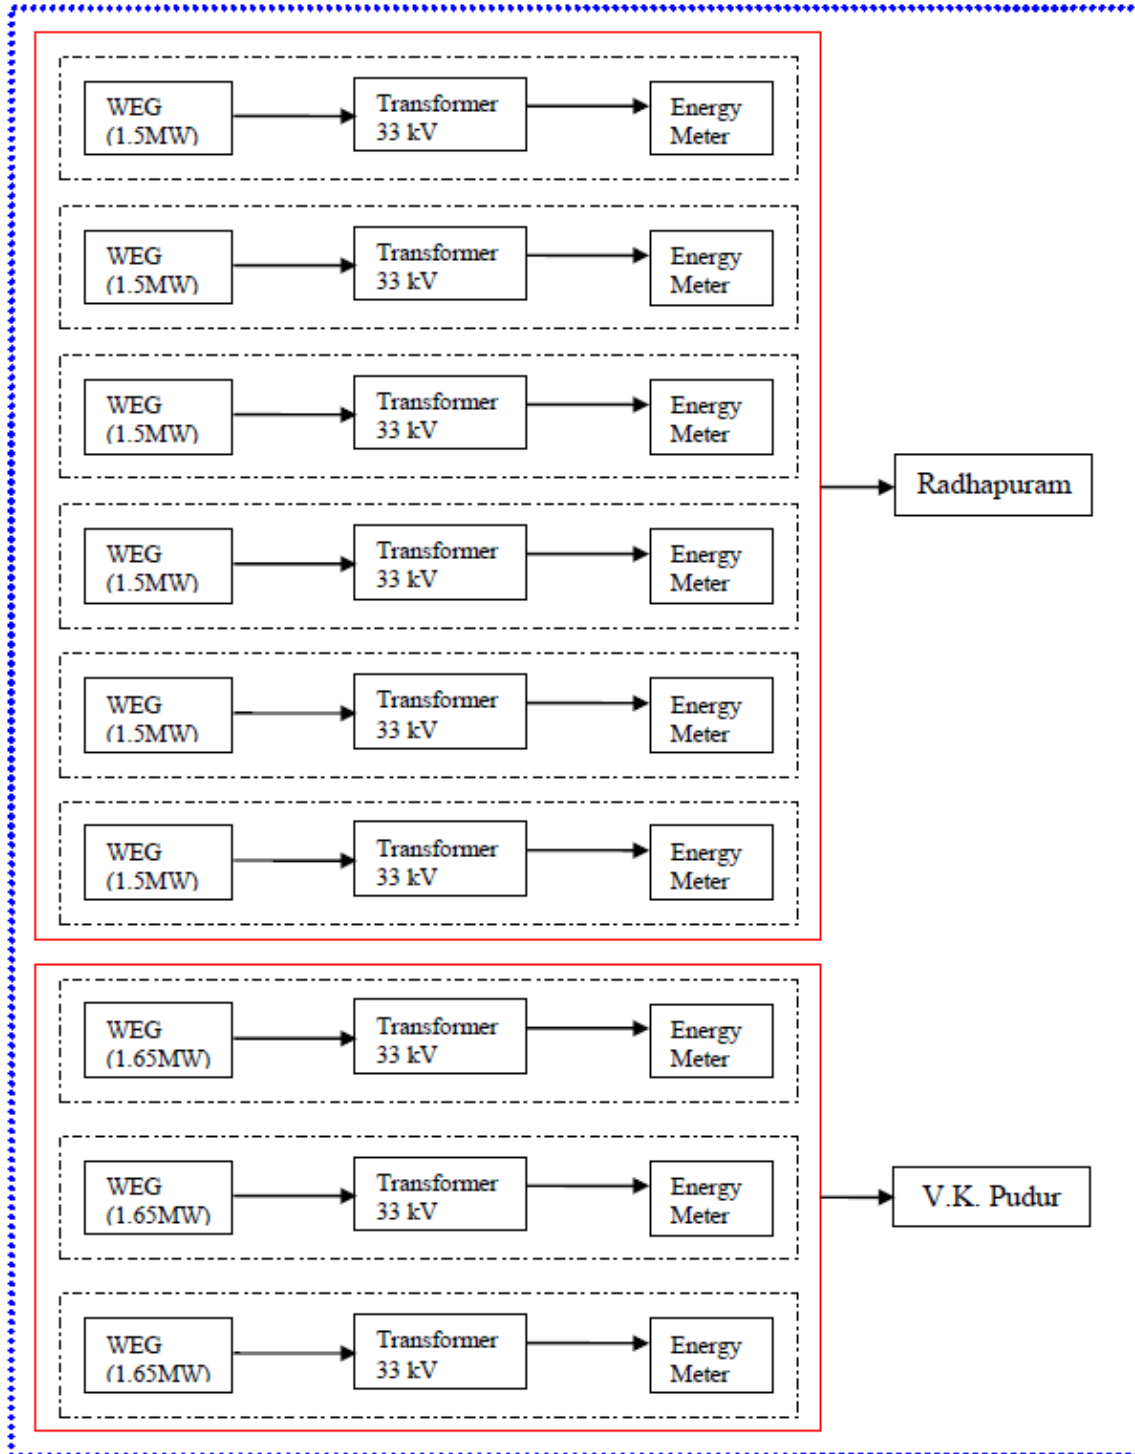 WEG
(1.5MW)
Transformer
33 kV
Energy
Meter
WEG
(1.5MW)
Transformer
33 kV
Energy
Meter
WEG
(1.5MW)
Transformer
33 kV
Energy
Meter
Radhapuram
WEG
(1.5MW)
Transformer
33 kV
Energy
Meter
WEG
(1.5MW)
Transformer
33 kV
Energy
Meter
WEG
(1.5MW)
Transformer
33 kV
Energy
Meter
WEG
(1.65MW)
Transformer
33 kV
Energy
Meter
WEG
(1.65MW)
Transformer
33 kV
Energy
Meter
V.K. Pudur
WEG
(1.65MW)
Transformer
33 kV
Energy
Meter